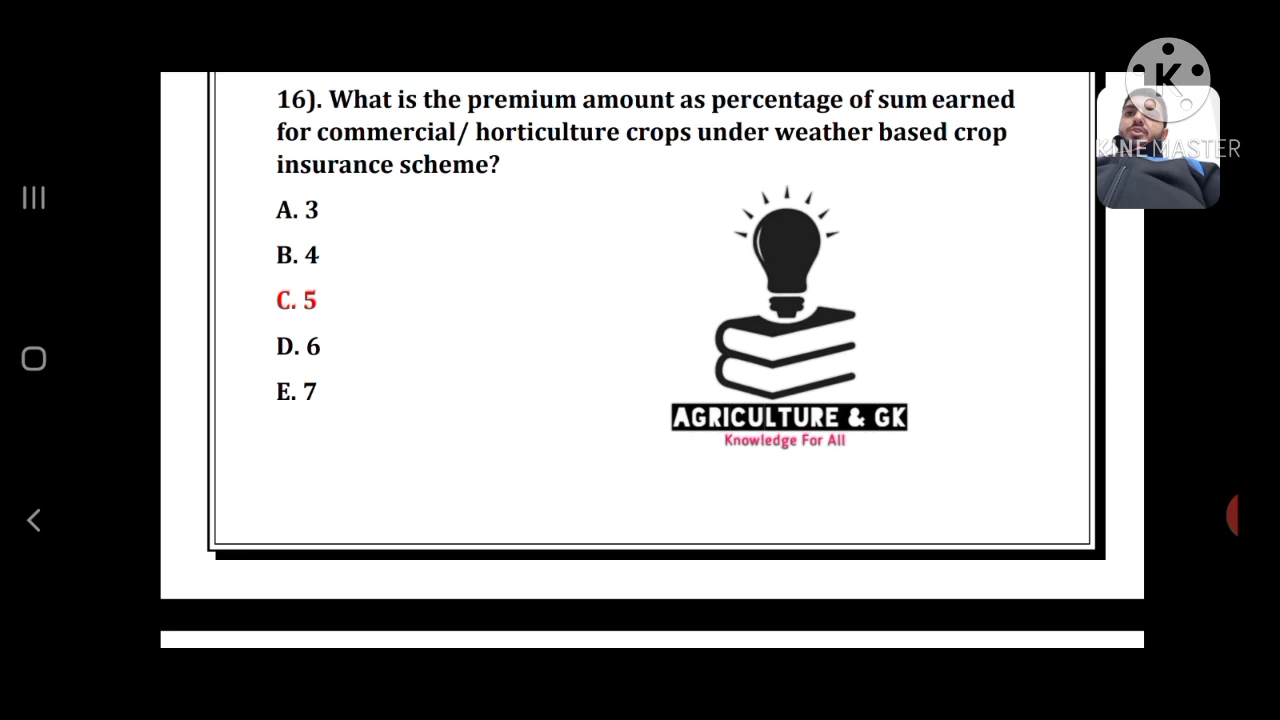 16). What is the premium amount as percentage of sum earned
for commercial/ horticulture crops under weather based crop
insurance scheme?
A. 3
B. 4
C. 5
D. 6
E. 7
AGRICULTURE & GK
Knowledge For All
K
KINEMASTER